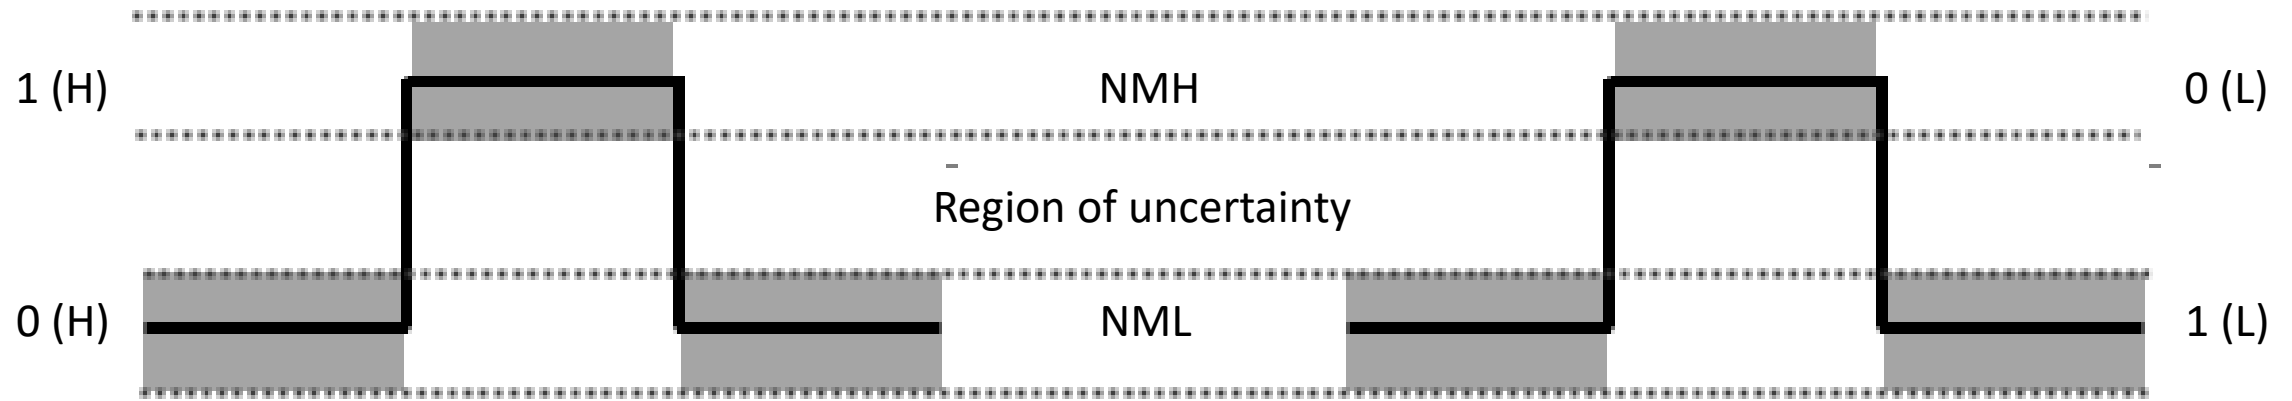 1 (H)
NMH
0 (L)
Region of uncertainty
0 (H)
NML
1 (L)